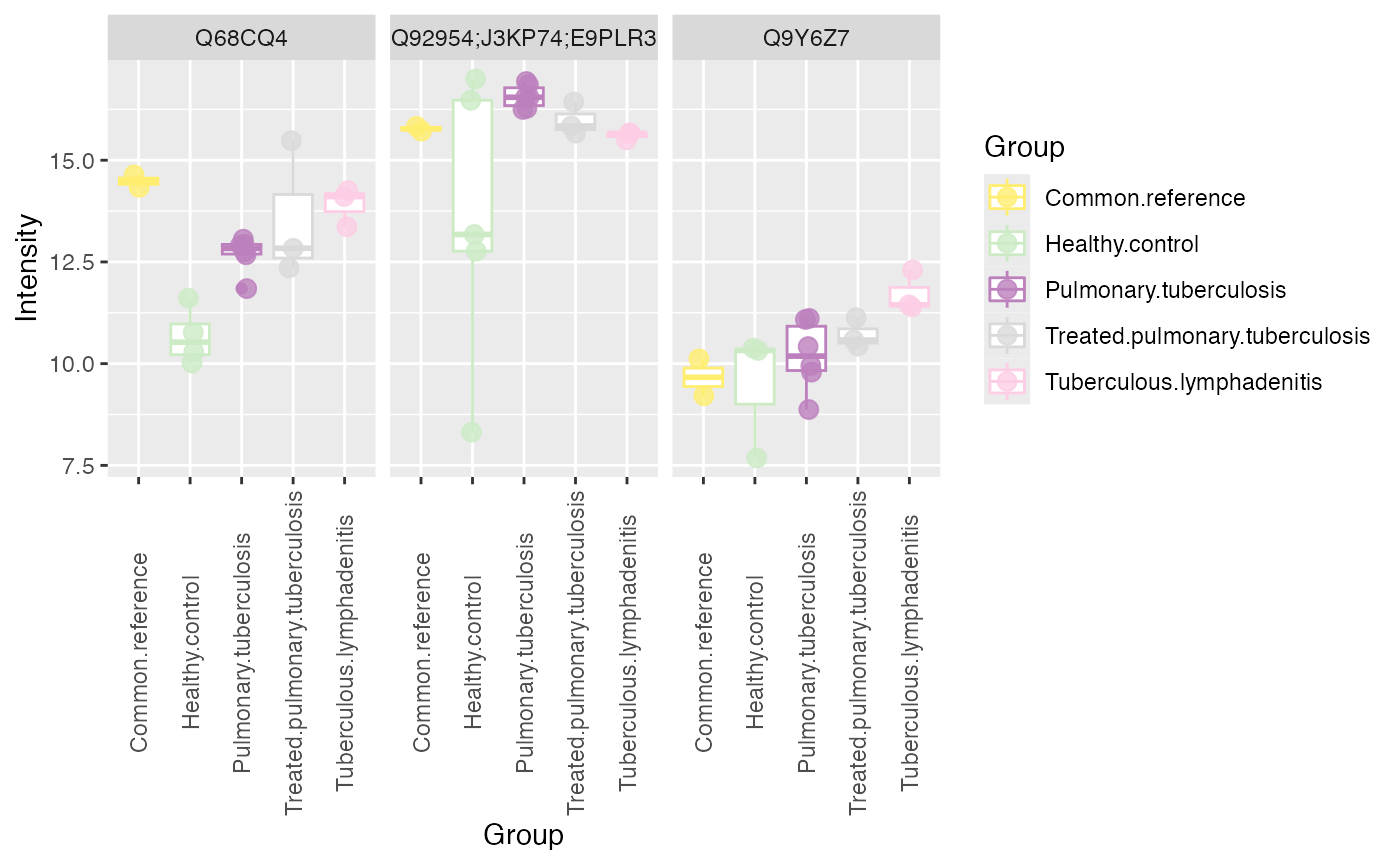 Q68CQ4
Q92954;J3KP74;E9PLR3
Q9Y6Z7
Intensity
15.0
12.5
10.0
7.5
Common.reference
Healthy.control
Pulmonary.tuberculosis
Treated.pulmonary.tuberculosis
Tuberculous.lymphadenitis
Common.reference
Healthy.control
Pulmonary.tuberculosis
Treated.pulmonary.tuberculosis
Tuberculous.lymphadenitis
Common.reference
Healthy.control
Pulmonary.tuberculosis
Treated.pulmonary.tuberculosis
Tuberculous.lymphadenitis
Group
Group
Common.reference
Healthy.control
Pulmonary.tuberculosis
Treated.pulmonary.tuberculosis
Tuberculous.lymphadenitis